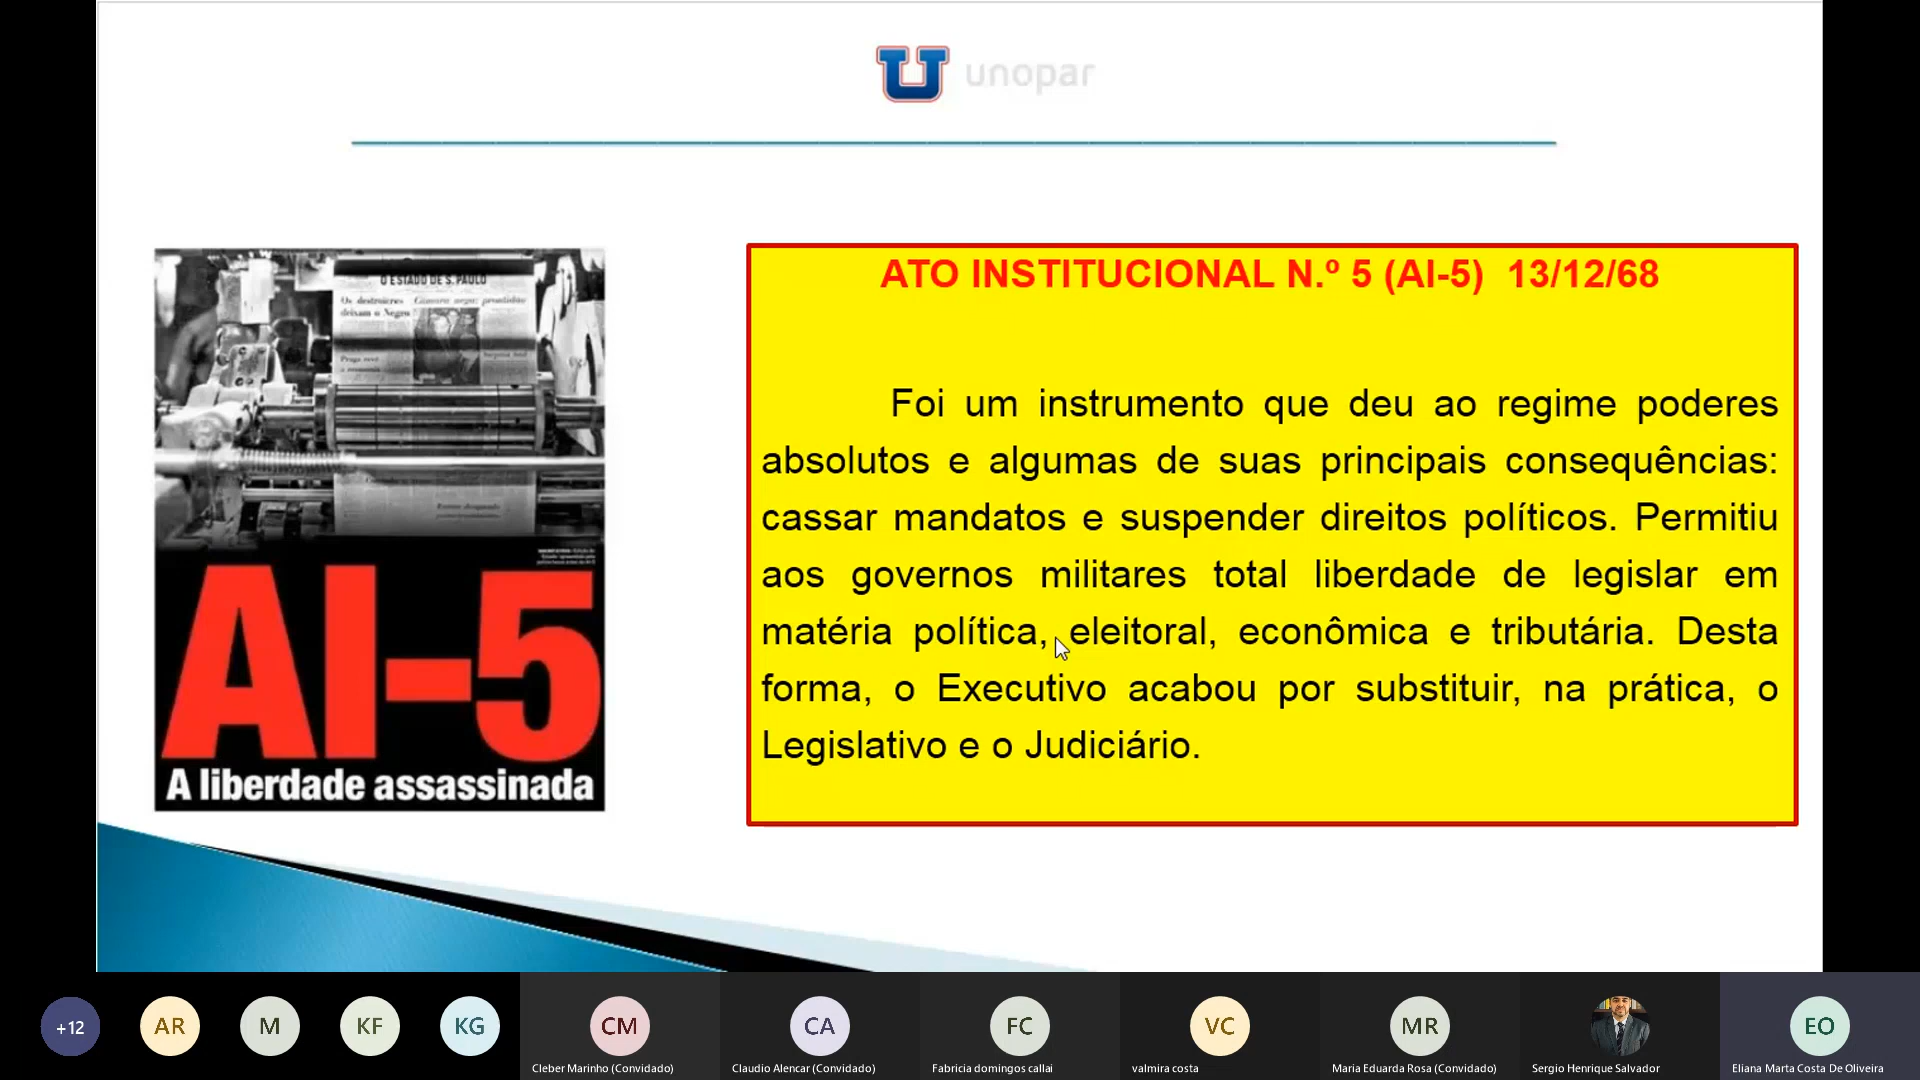 unopar
O ESTADO DE S. PAULO
Os destruidores
deixam o Negro
AI-5
A liberdade assassinada
ATO INSTITUCIONAL N.º 5 (AI-5) 13/12/68
Foi um instrumento que deu ao regime poderes
absolutos e algumas de suas principais consequências:
cassar mandatos e suspender direitos políticos. Permitiu
aos governos militares total liberdade de legislar em
matéria política, eleitoral, econômica e tributária. Desta
forma, o Executivo acabou por substituir, na prática, o
Legislativo e o Judiciário.
+12
AR
M
KF
KG
CM
CA
FC
VC
MR
EO
Cleber Marinho (Convidado)
Claudio Alencar (Convidado)
Fabricia domingos callai
valmira costa
Maria Eduarda Rosa (Convidado)
Sergio Henrique Salvador
Eliana Marta Costa De Oliveira